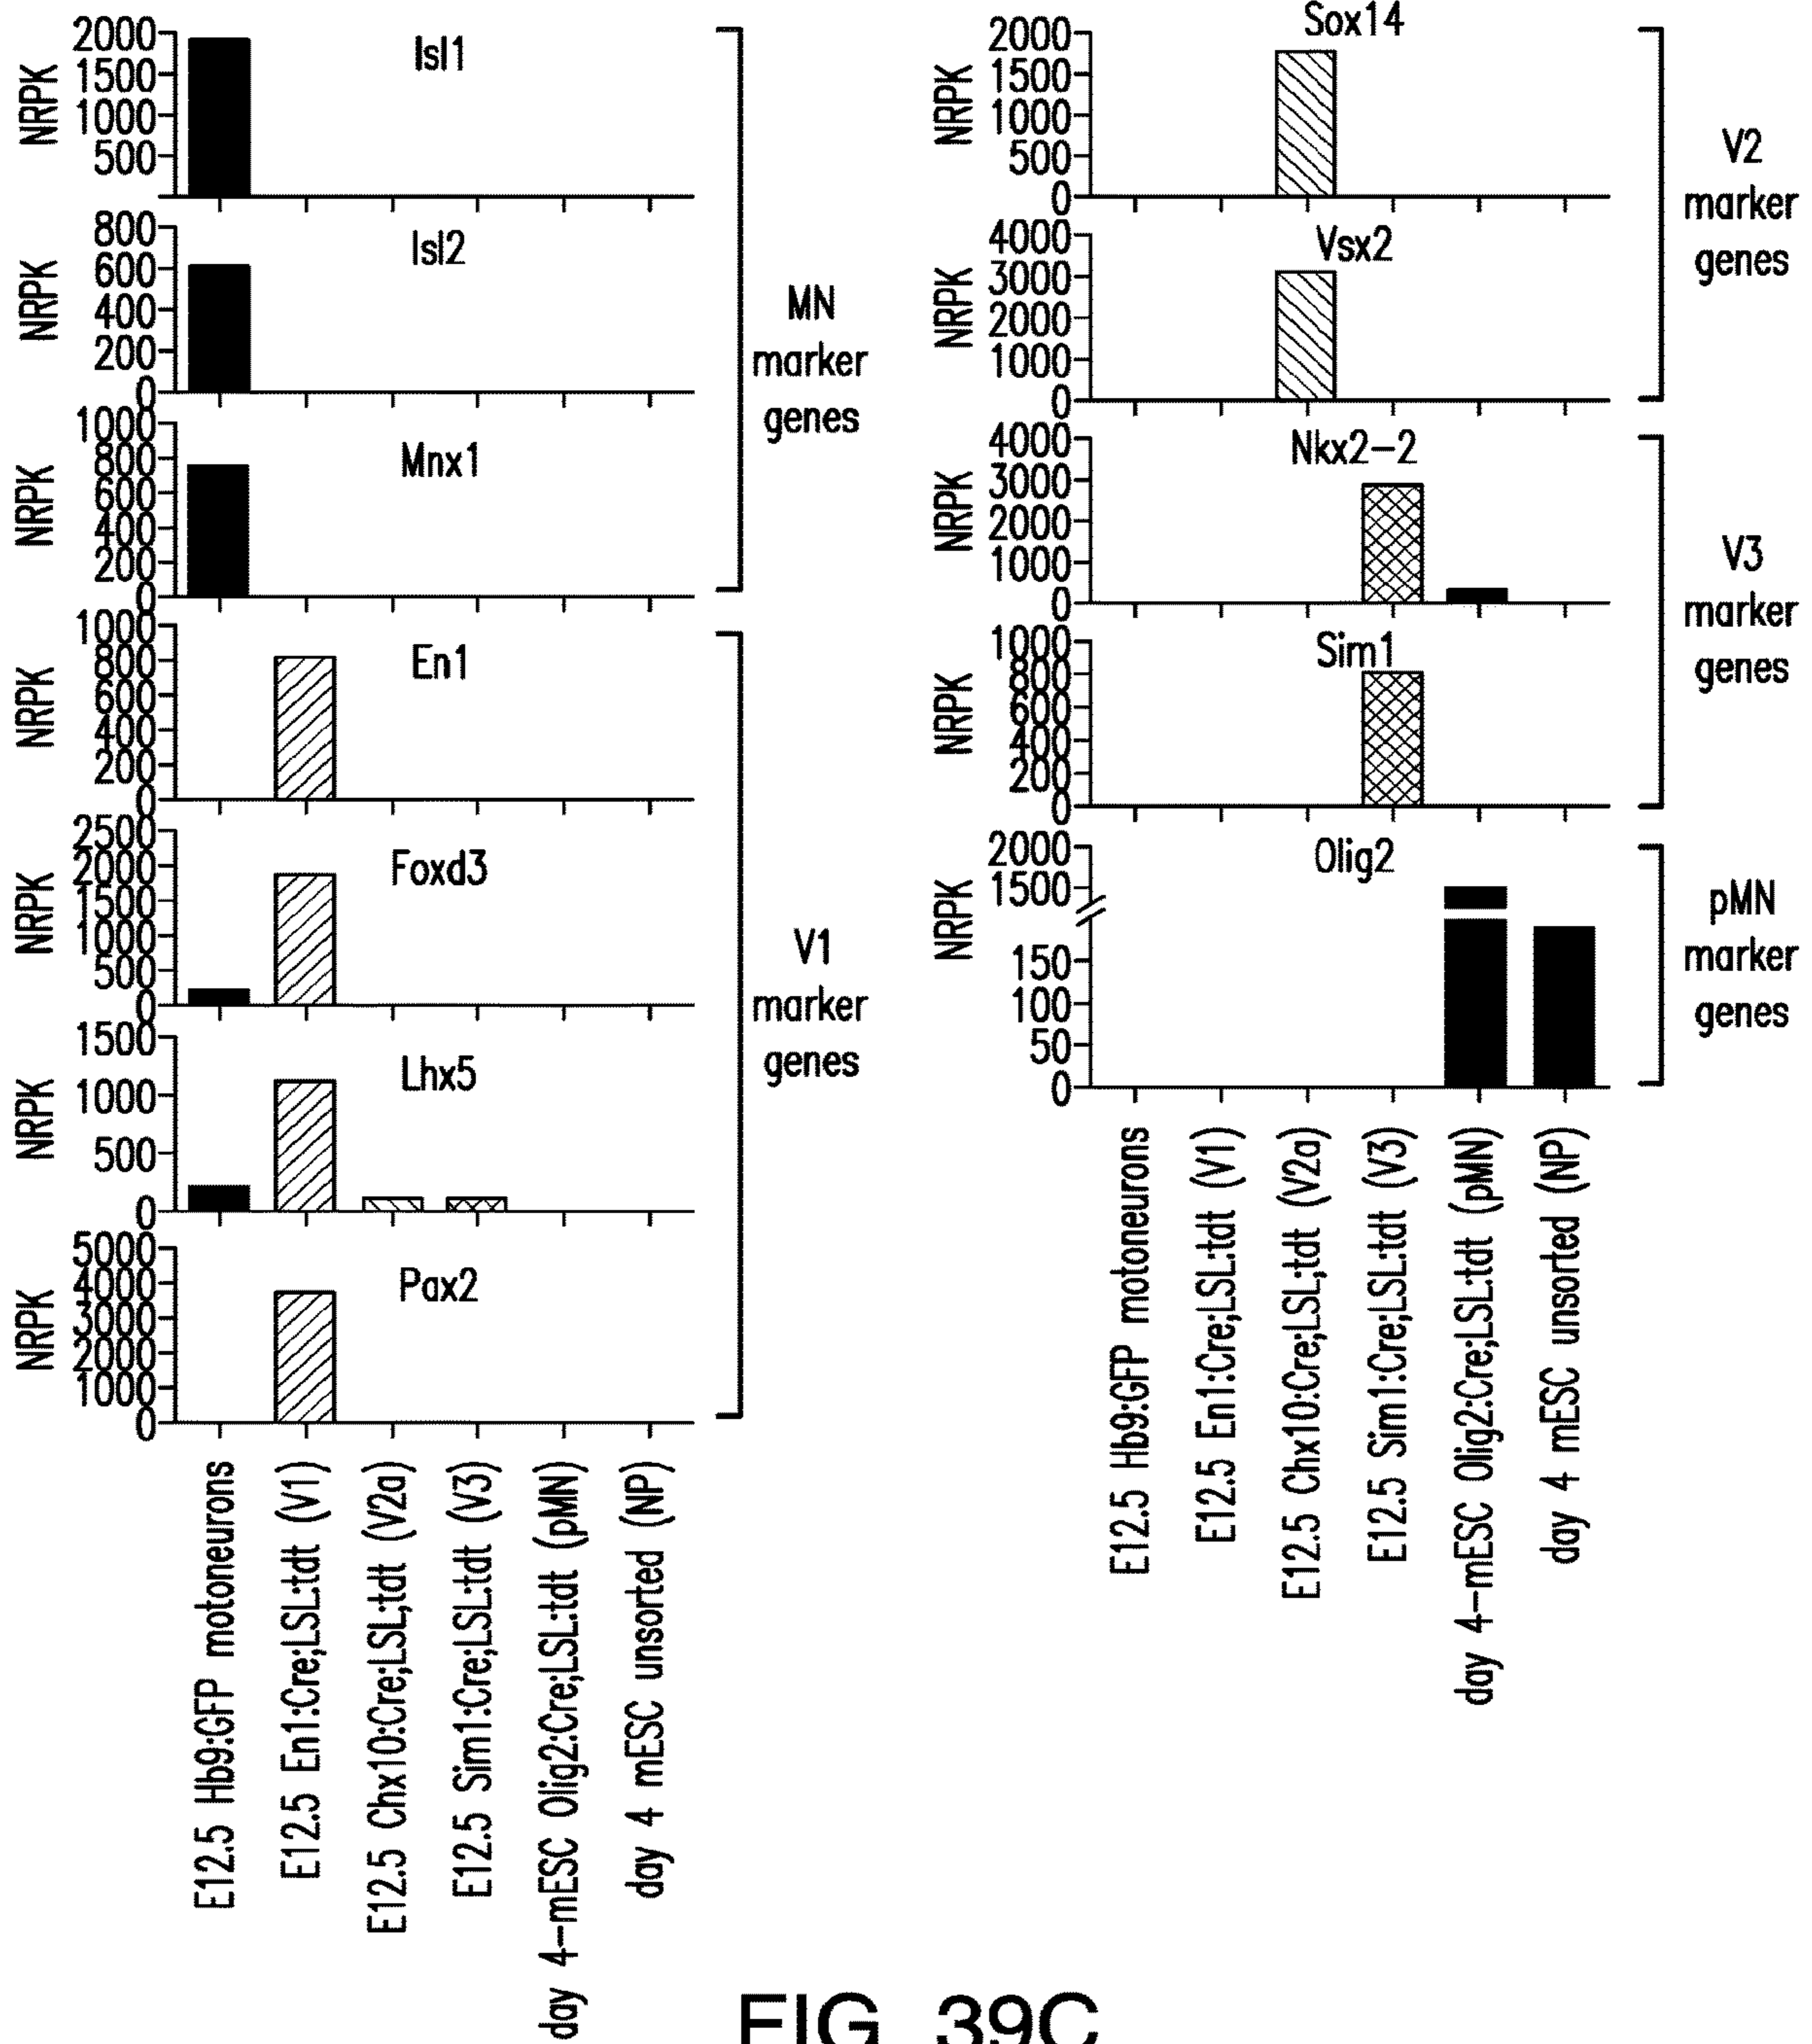 Isl1
NRPK
2000
1500
1000
500
Isl2
NRPK
800
600
400
200
0
Mnx1
NRPK
1000
800
600
400
200
0
MN
marker
genes
En1
NRPK
1000
800
600
400
200
0
Foxd3
NRPK
2500
2000
1500
1000
500
0
Lhx5
NRPK
1500
1000
500
0
Pax2
NRPK
5000
4000
3000
2000
1000
0
V1
marker
genes
E12.5 Hb9:GFP motoneurons
E12.5 En1:Cre;LSL:tdt (V1)
E12.5 Chx10:Cre;LSL;tdt (V2a)
E12.5 Sim1:Cre;LSL:tdt (V3)
day 4-mESC Olig2:Cre;LSL:tdt (pMN)
day 4 mESC unsorted (NP)
Sox14
NRPK
2000
1500
1000
500
0
Vsx2
NRPK
4000
3000
2000
1000
0
V2
marker
genes
Nkx2-2
NRPK
4000
3000
2000
1000
0
Sim1
NRPK
1000
800
600
400
200
0
V3
marker
genes
Olig2
NRPK
2000
1500
150
100
50
0
pMN
marker
genes
E12.5 Hb9:GFP motoneurons
E12.5 En1:Cre;LSL:tdt (V1)
E12.5 Chx10:Cre;LSL;tdt (V2a)
E12.5 Sim1:Cre;LSL:tdt (V3)
day 4-mESC Olig2:Cre;LSL:tdt (pMN)
day 4 mESC unsorted (NP)
FIG. 39C